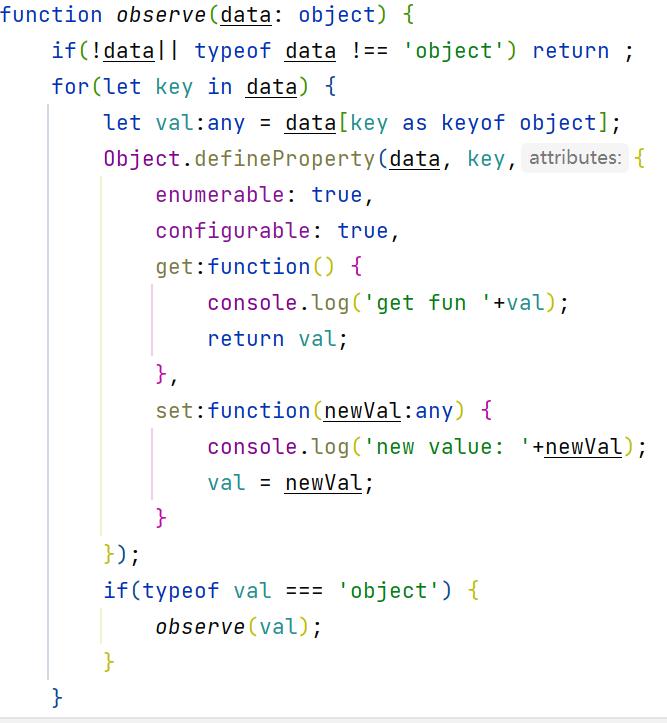 function observe(data: object) {
    if(!data|| typeof data !== 'object') return ;
    for(let key in data) {
        let val:any = data[key as keyof object];
        Object.defineProperty(data, key, attributes: {
            enumerable: true,
            configurable: true,
            get:function() {
                console.log('get fun '+val);
                return val;
            },
            set:function(newVal:any) {
                console.log('new value: '+newVal);
                val = newVal;
            }
        });
        if(typeof val === 'object') {
            observe(val);
        }
    }